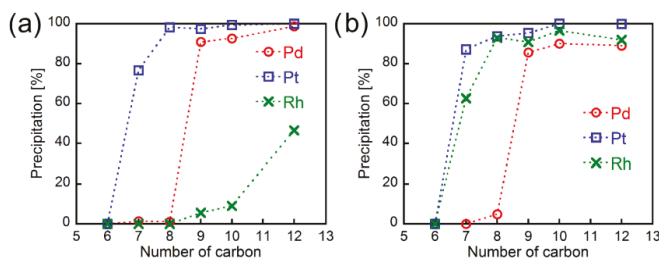 (a)
Precipitation [%]
100
80
60
40
20
0
Pd
Pt
Rh
5 6 7 8 9 10 11 12 13
Number of carbon
(b)
Precipitation [%]
100
80
60
40
20
0
Pd
Pt
Rh
5 6 7 8 9 10 11 12 13
Number of carbon